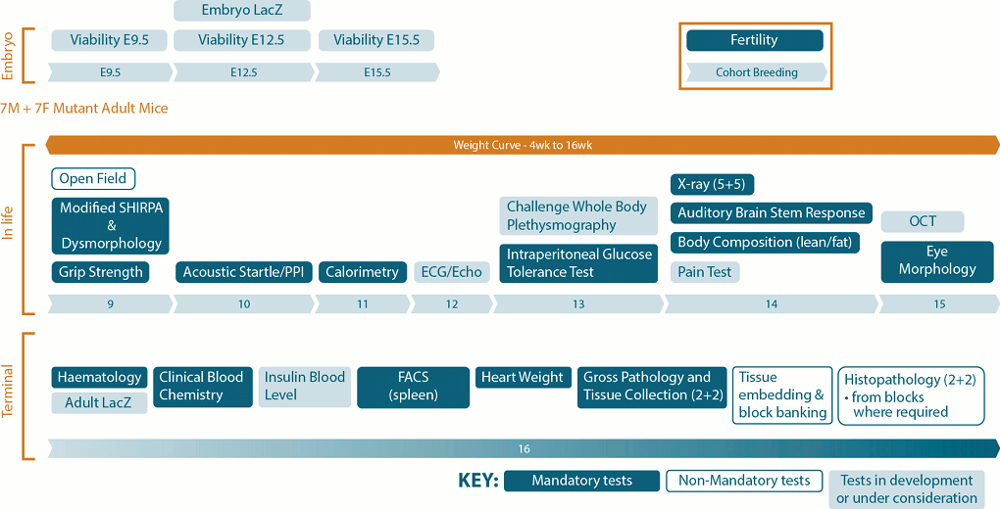 Embryo
Embryo LacZ
Viability E9.5
Viability E12.5
Viability E15.5
E9.5
E12.5
E15.5
Fertility
Cohort Breeding
7M + 7F Mutant Adult Mice
In life
Weight Curve - 4wk to 16wk
Open Field
Modified SHIRPA
&
Dysmorphology
Grip Strength
Acoustic Startle/PPI
Calorimetry
ECG/Echo
Challenge Whole Body
Plethysmography
Intraperitoneal Glucose
Tolerance Test
X-ray (5+5)
Auditory Brain Stem Response
Body Composition (lean/fat)
Pain Test
OCT
Eye
Morphology
9
10
11
12
13
14
15
Terminal
Haematology
Adult LacZ
Clinical Blood
Chemistry
Insulin Blood
Level
FACS
(spleen)
Heart Weight
Gross Pathology and
Tissue Collection (2+2)
Tissue
embedding &
block banking
Histopathology (2+2)
• from blocks
where required
16
KEY:
Mandatory tests
Non-Mandatory tests
Tests in development
or under consideration